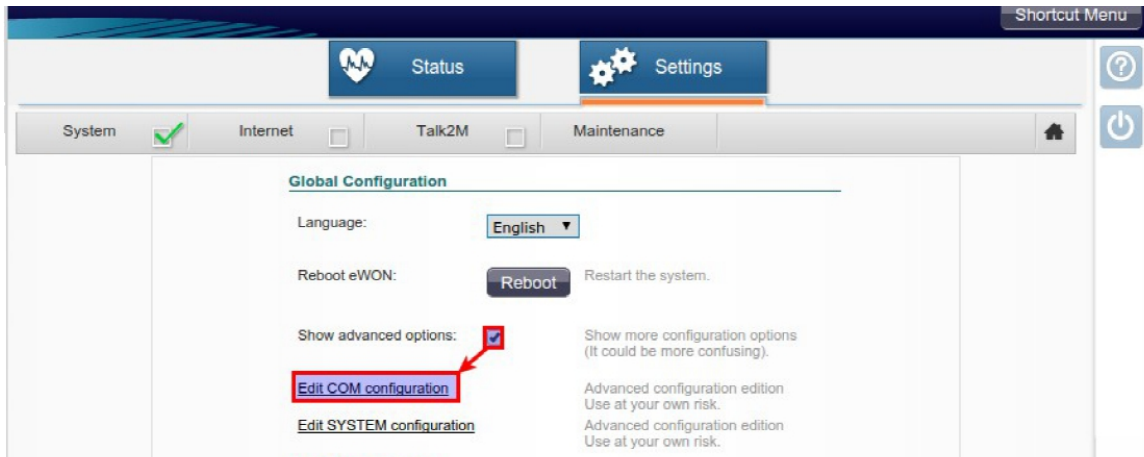 Shortcut Menu
Status
Settings
System
Internet
Talk2M
Maintenance
Global Configuration
Language:
English
Reboot eWON:
Reboot
Restart the system.
Show advanced options:
Show more configuration options
(It could be more confusing).
Edit COM configuration
Advanced configuration edition
Use at your own risk.
Edit SYSTEM configuration
Advanced configuration edition
Use at your own risk.